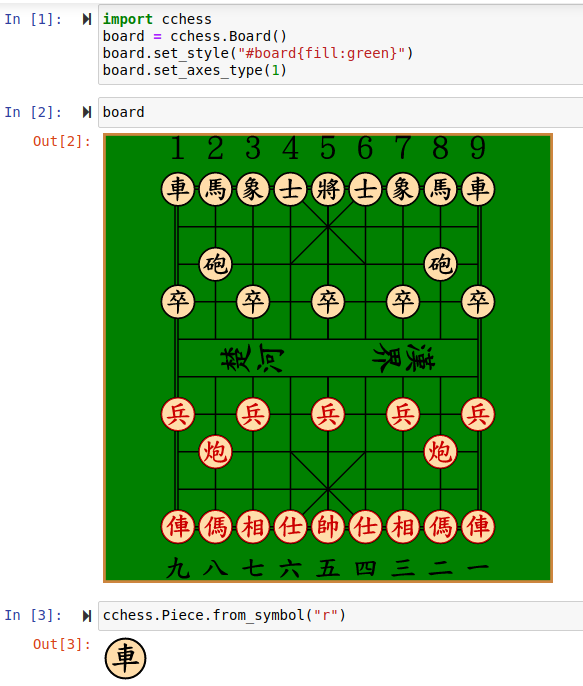 In [1]:
import cchess
board = cchess.Board()
board.set_style("#board{fill:green}")
board.set_axes_type(1)
In [2]:
board
Out[2]:
1 2 3 4 5 6 7 8 9
車 馬 象 士 將 士 象 馬 車
砲 砲
卒 卒 卒 卒 卒
楚河 漢界
兵 兵 兵 兵 兵
炮 炮
俥 傌 相 仕 帥 仕 相 傌 俥
九 八 七 六 五 四 三 二 一
In [3]:
cchess.Piece.from_symbol("r")
Out[3]:
車